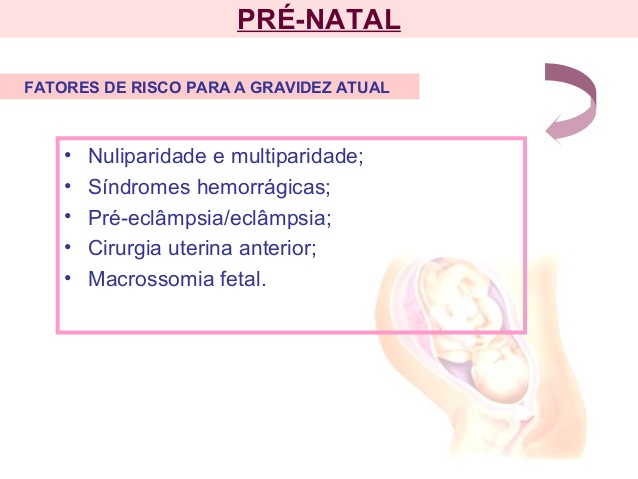 PRÉ-NATAL
FATORES DE RISCO PARA A GRAVIDEZ ATUAL
• Nuliparidade e multiparidade;
• Síndromes hemorrágicas;
• Pré-eclâmpsia/eclâmpsia;
• Cirurgia uterina anterior;
• Macrossomia fetal.